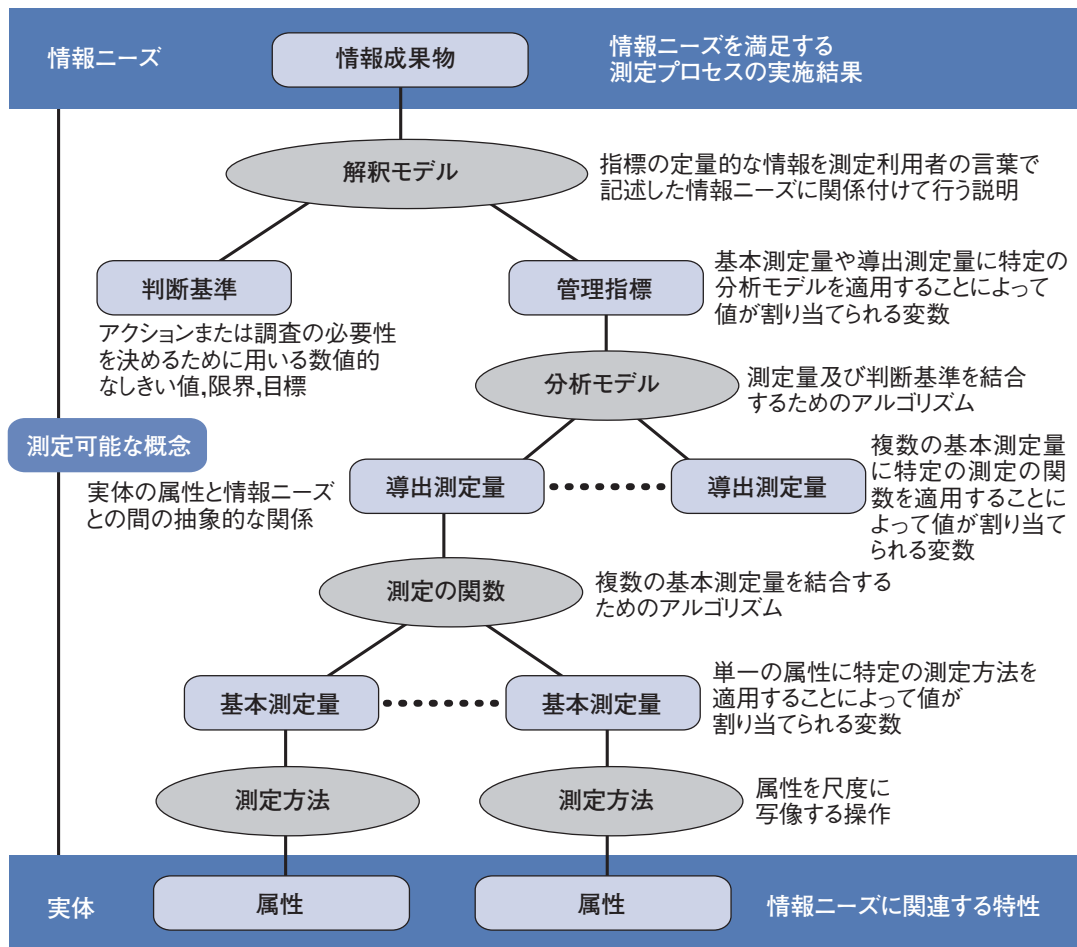 情報ニーズ
情報成果物
情報ニーズを満足する
測定プロセスの実施結果
解釈モデル
指標の定量的な情報を測定利用者の言葉で
記述した情報ニーズに関係付けて行う説明
判断基準
アクションまたは調査の必要性
を決めるために用いる数値的
なしきい値,限界,目標
管理指標
基本測定量や導出測定量に特定の
分析モデルを適用することによって
値が割り当てられる変数
分析モデル
測定量及び判断基準を結合
するためのアルゴリズム
測定可能な概念
実体の属性と情報ニーズ
との間の抽象的な関係
導出測定量
導出測定量
複数の基本測定量
に特定の測定の関
数を適用することに
よって値が割り当て
られる変数
測定の関数
複数の基本測定量を結合する
ためのアルゴリズム
基本測定量
基本測定量
単一の属性に特定の測定方法を
適用することによって値が
割り当てられる変数
測定方法
測定方法
属性を尺度に
写像する操作
実体
属性
属性
情報ニーズに関連する特性